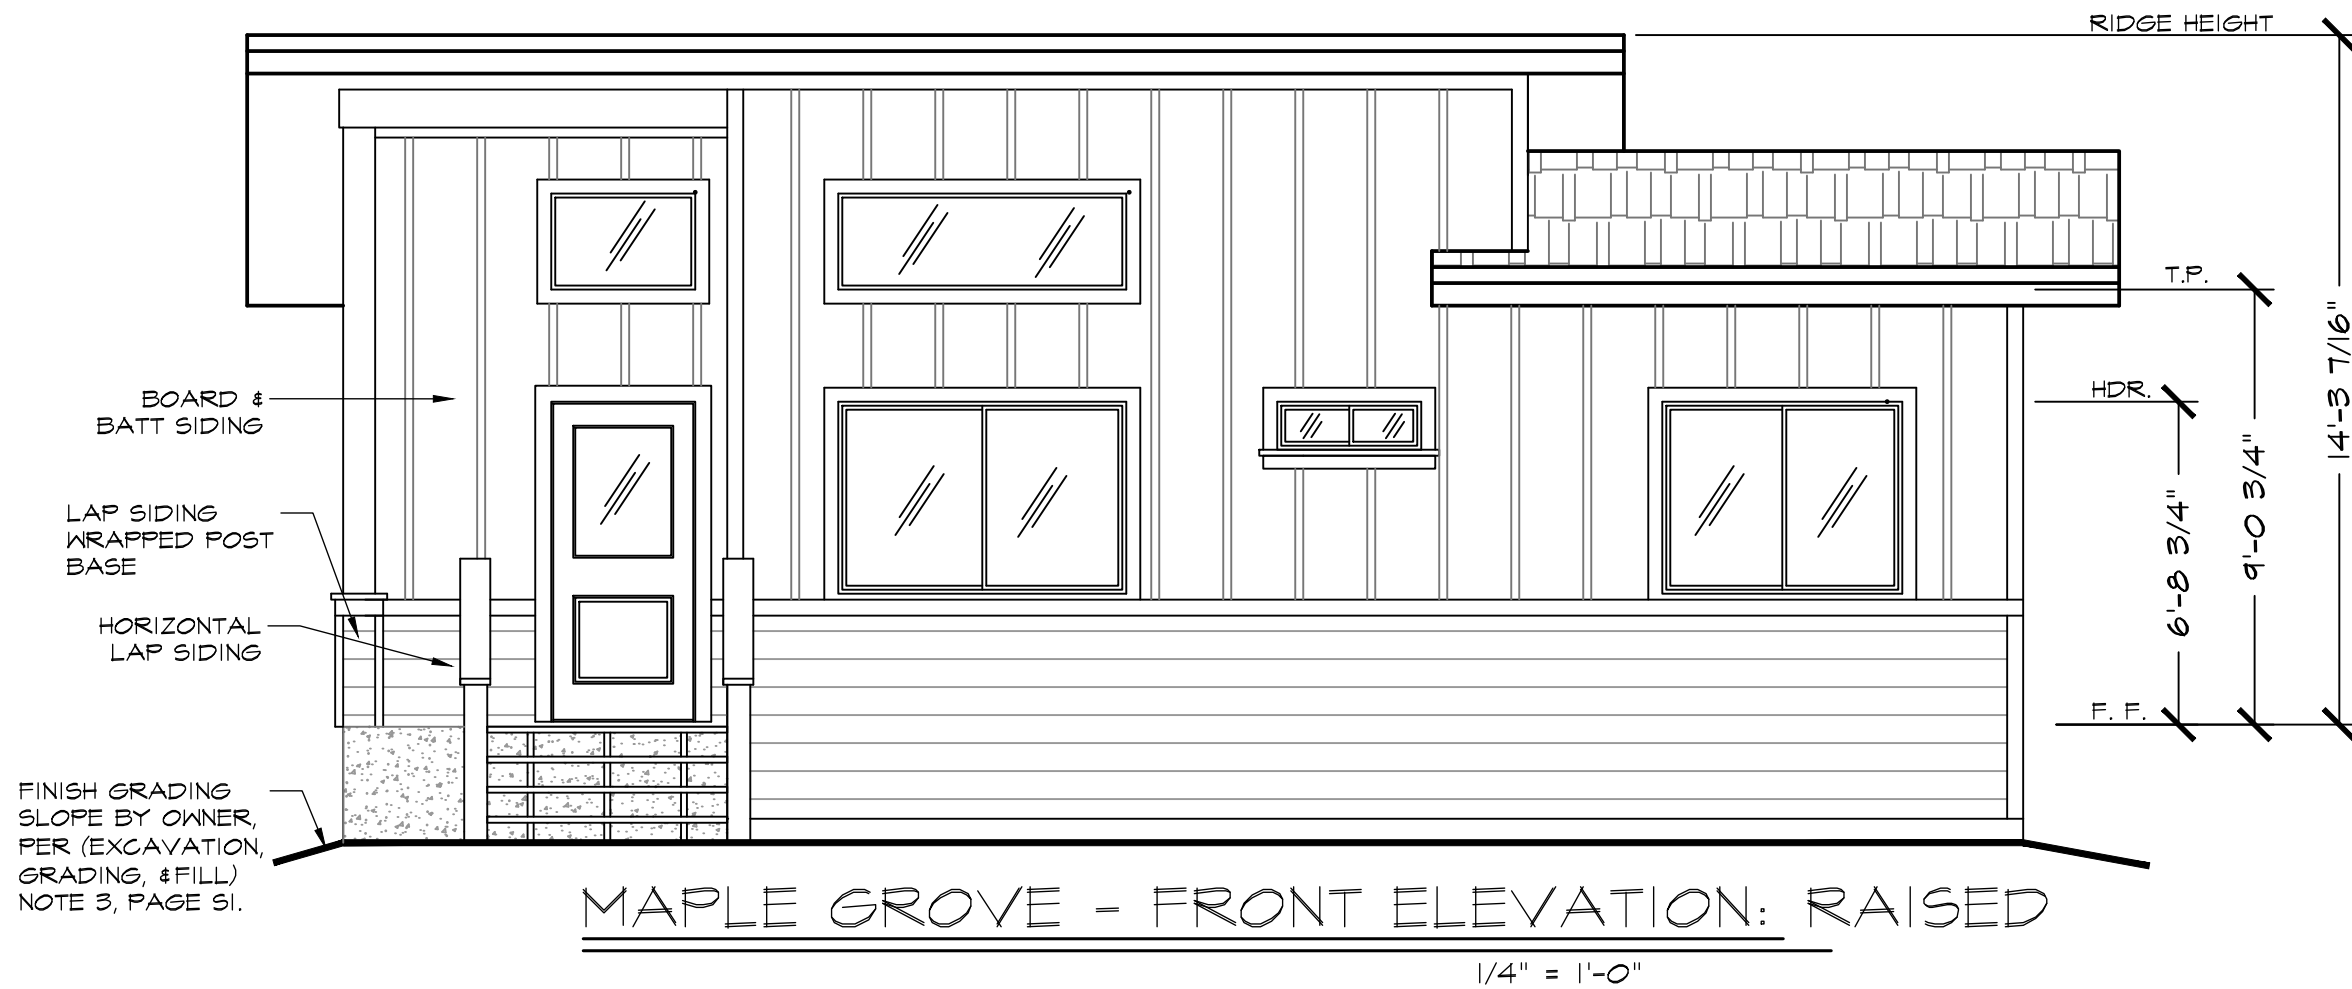 RIDGE HEIGHT
T.P.
HDR.
F. F.
14'-3 7/16"
9'-0 3/4"
6'-8 3/4"
BOARD &
BATT SIDING
LAP SIDING
WRAPPED POST
BASE
HORIZONTAL
LAP SIDING
FINISH GRADING
SLOPE BY OWNER,
PER (EXCAVATION,
GRADING, &FILL)
NOTE 3, PAGE S1.
MAPLE GROVE - FRONT ELEVATION: RAISED
1/4" = 1'-0"